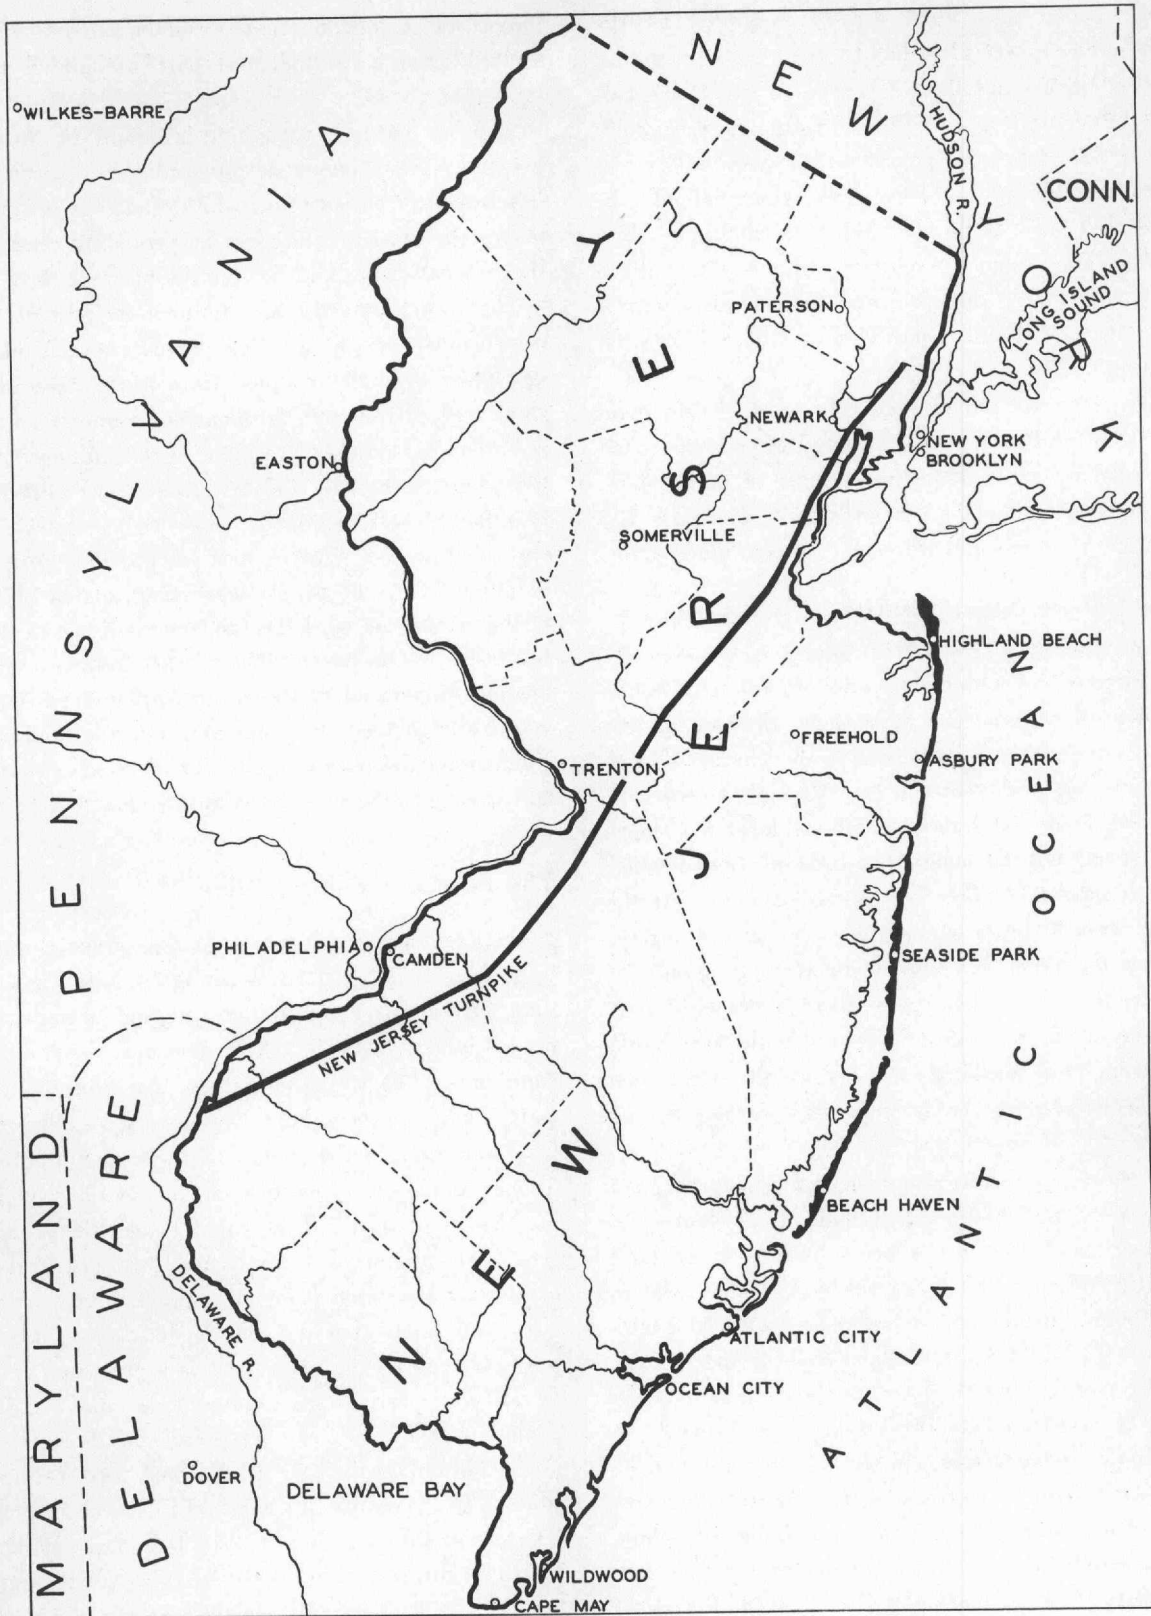 NEW YORK
HUDSON R.
WILKES-BARRE
CONN.
LONG ISLAND
SOUND
PENNSYLVANIA
NEW JERSEY
PATERSON
NEWARK
NEW YORK
BROOKLYN
EASTON
SOMERVILLE
HIGHLAND BEACH
FREEHOLD
ASBURY PARK
TRENTON
PHILADELPHIA
CAMDEN
SEASIDE PARK
NEW JERSEY TURNPIKE
ATLANTIC OCEAN
MARYLAND
DELAWARE
BEACH HAVEN
DELAWARE R.
ATLANTIC CITY
OCEAN CITY
DOVER
DELAWARE BAY
WILDWOOD
CAPE MAY